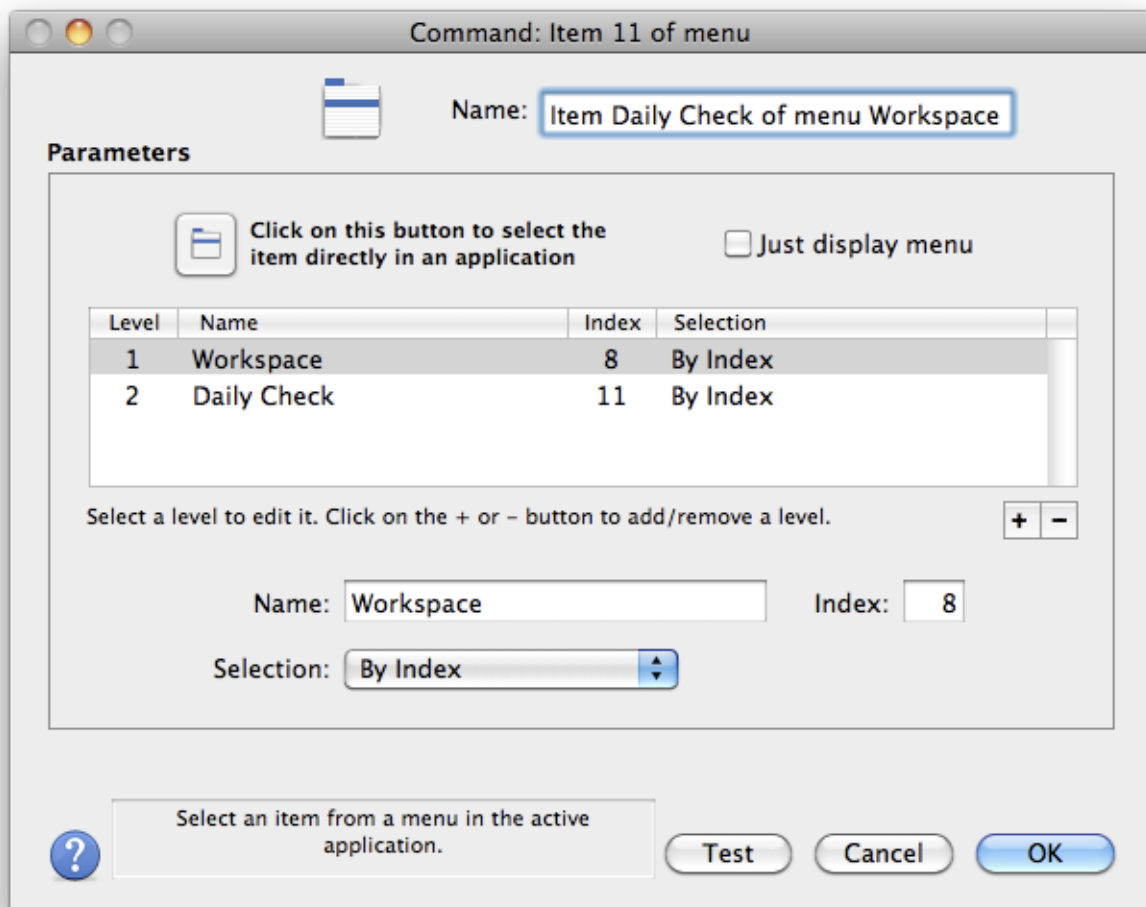 Command: Item 11 of menu
Name: Item Daily Check of menu Workspace
Parameters
Click on this button to select the
item directly in an application
Just display menu
Level Name Index Selection
1 Workspace 8 By Index
2 Daily Check 11 By Index
Select a level to edit it. Click on the + or – button to add/remove a level.
+ –
Name: Workspace Index: 8
Selection: By Index
Select an item from a menu in the active
application.
? Test Cancel OK